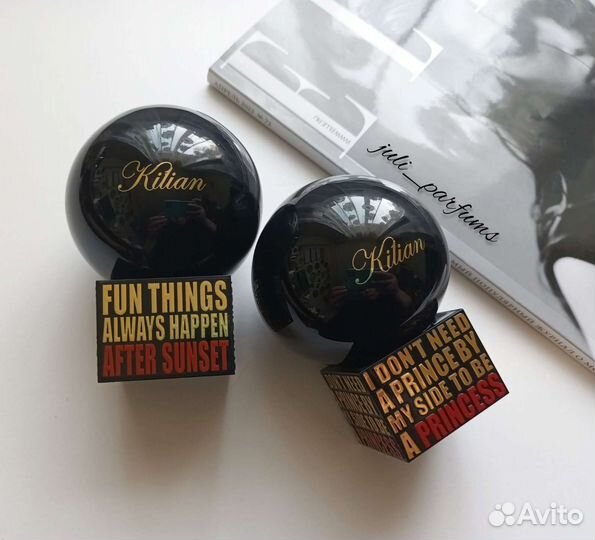 Kilian
FUN THINGS
ALWAYS HAPPEN
AFTER SUNSET
Kilian
I DON'T NEED
A PRINCE BY
MY SIDE TO BE
A PRINCESS
juli_parfums
Avito